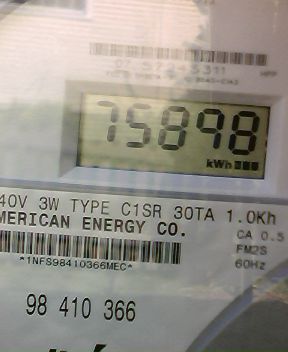 75898
kWh
40V 3W TYPE C1SR 30TA 1.0Kh
MERICAN ENERGY CO.
CA 0.5
FM2S
60Hz
*1NFS98410366MEC*
98 410 366